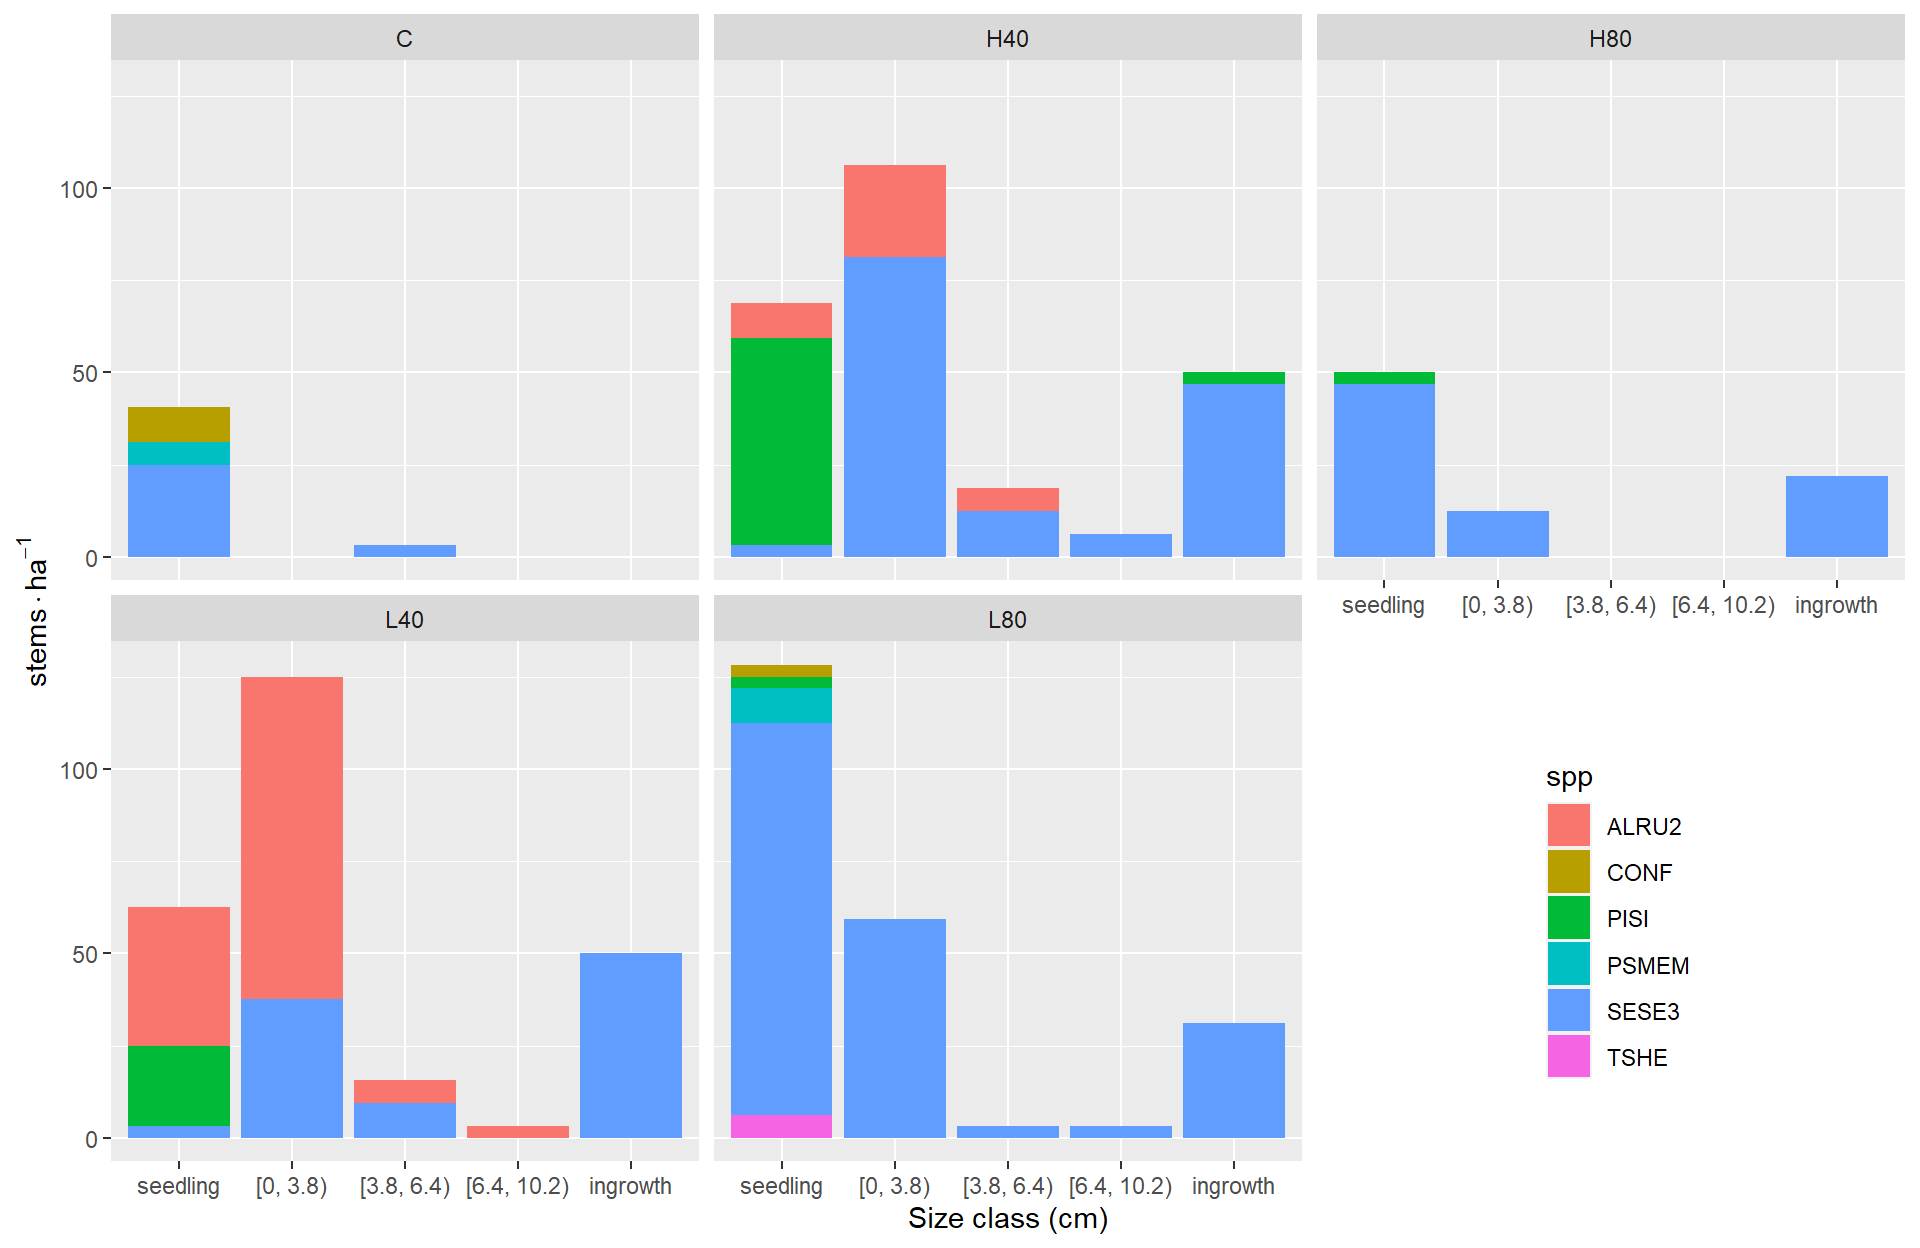 C
H40
H80
100
50
0
seedling
[0, 3.8)
[3.8, 6.4)
[6.4, 10.2)
ingrowth
stems · ha⁻¹
L40
L80
100
50
0
seedling
[0, 3.8)
[3.8, 6.4)
[6.4, 10.2)
ingrowth
seedling
[0, 3.8)
[3.8, 6.4)
[6.4, 10.2)
ingrowth
Size class (cm)
spp
ALRU2
CONF
PISI
PSMEM
SESE3
TSHE